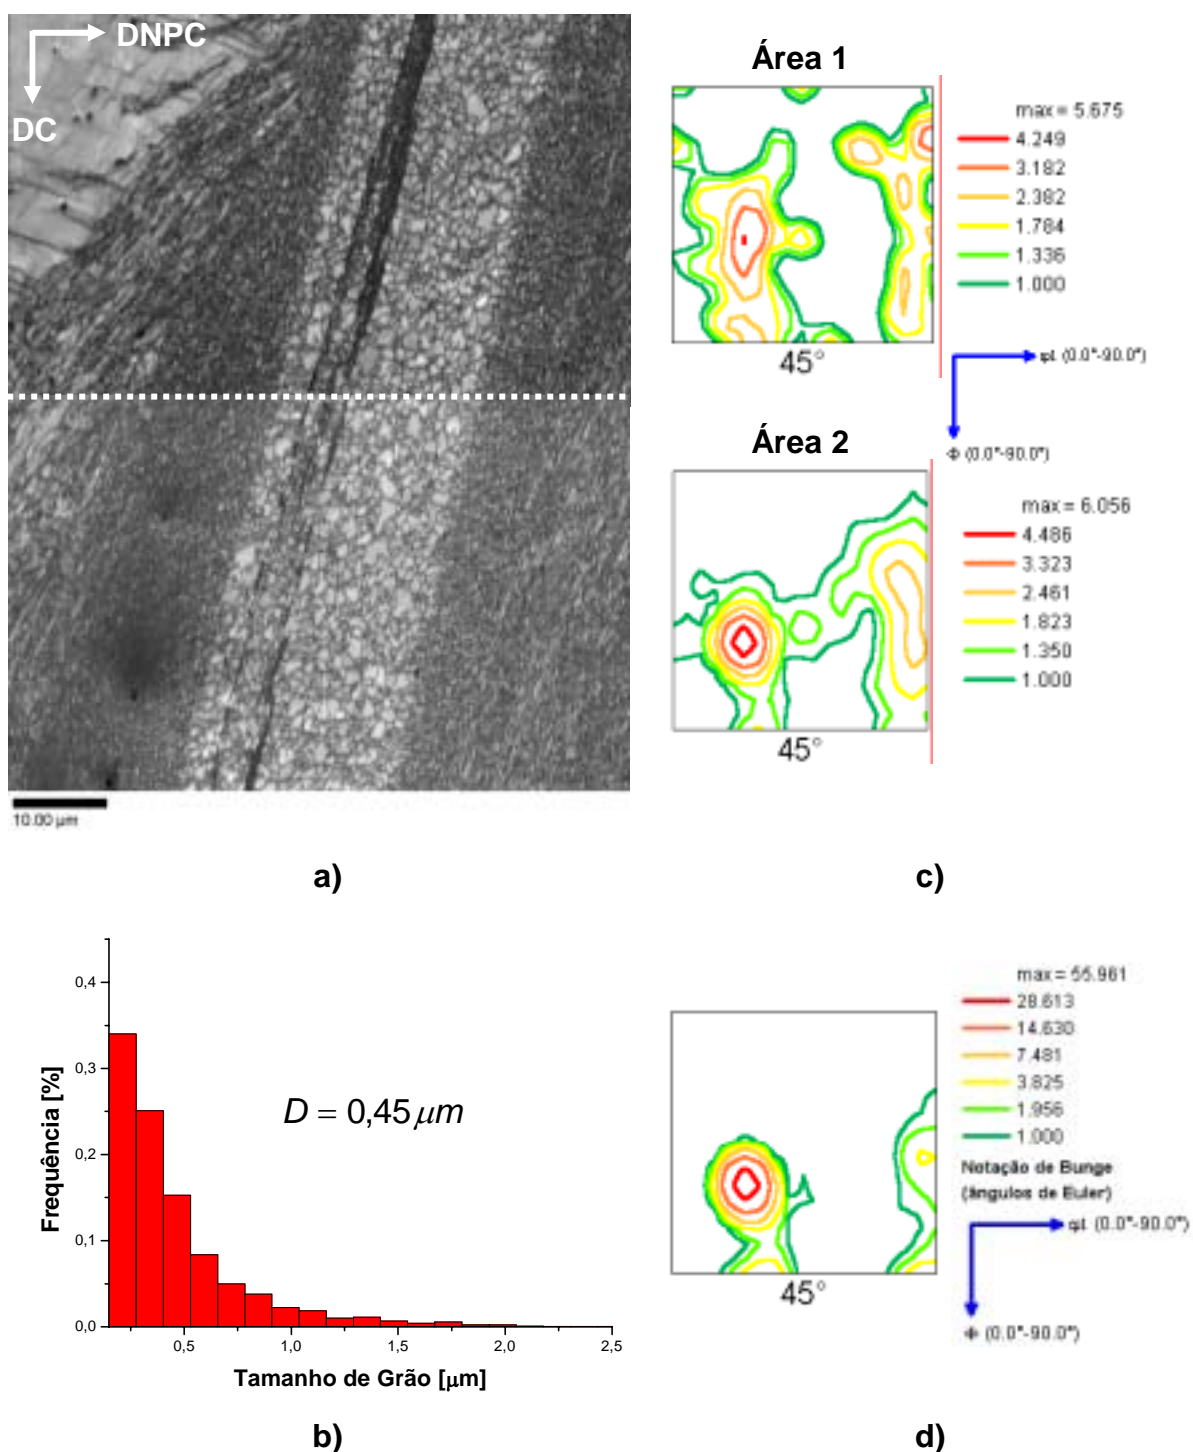 DNPC
DC
10.00 µm
a)
Área 1
max = 5.675
4.249
3.182
2.382
1.784
1.336
1.000
45°
φ1 (0.0°-90.0°)
Φ (0.0°-90.0°)
Área 2
max = 6.056
4.486
3.323
2.461
1.823
1.350
1.000
45°
c)
Frequência [%]
0,4
0,3
0,2
0,1
0,0
D = 0,45 µm
0,5
1,0
1,5
2,0
2,5
Tamanho de Grão [µm]
b)
max = 55.961
28.613
14.630
7.481
3.825
1.956
1.000
Notação de Bunge
(ângulos de Euler)
φ1 (0.0°-90.0°)
Φ (0.0°-90.0°)
45°
d)